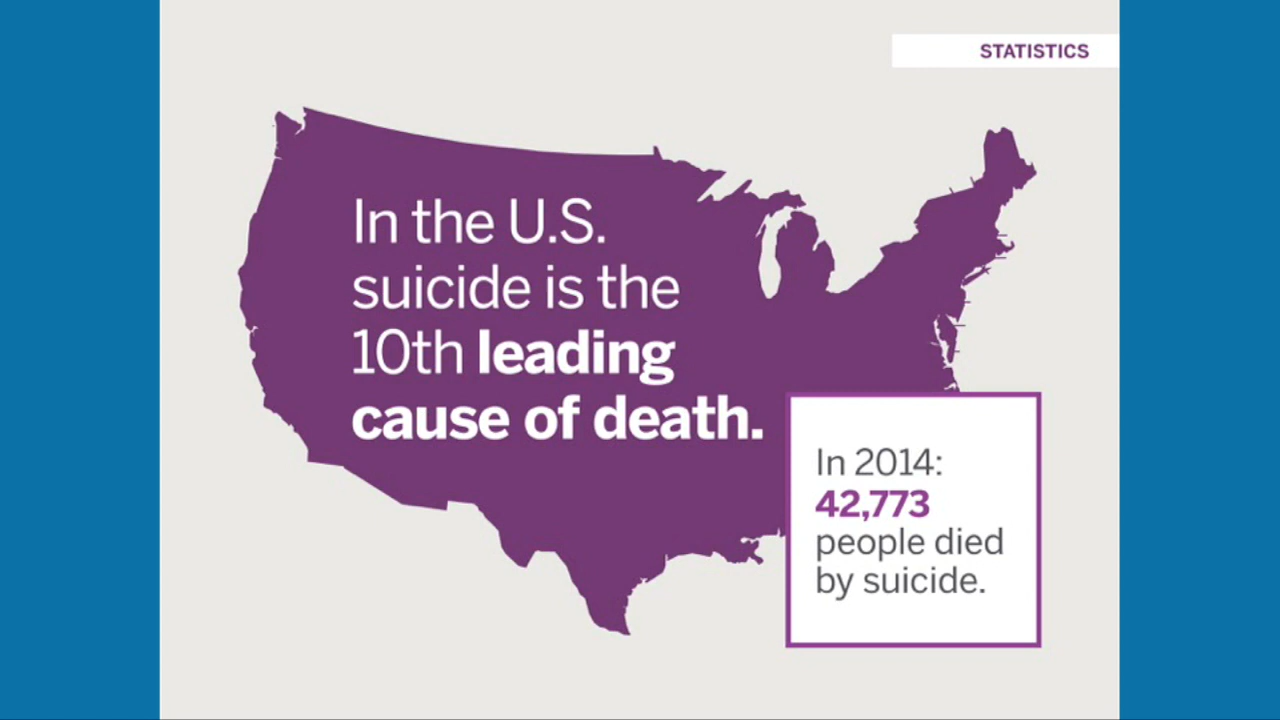 STATISTICS
In the U.S.
suicide is the
10th leading
cause of death.
In 2014:
42,773
people died
by suicide.